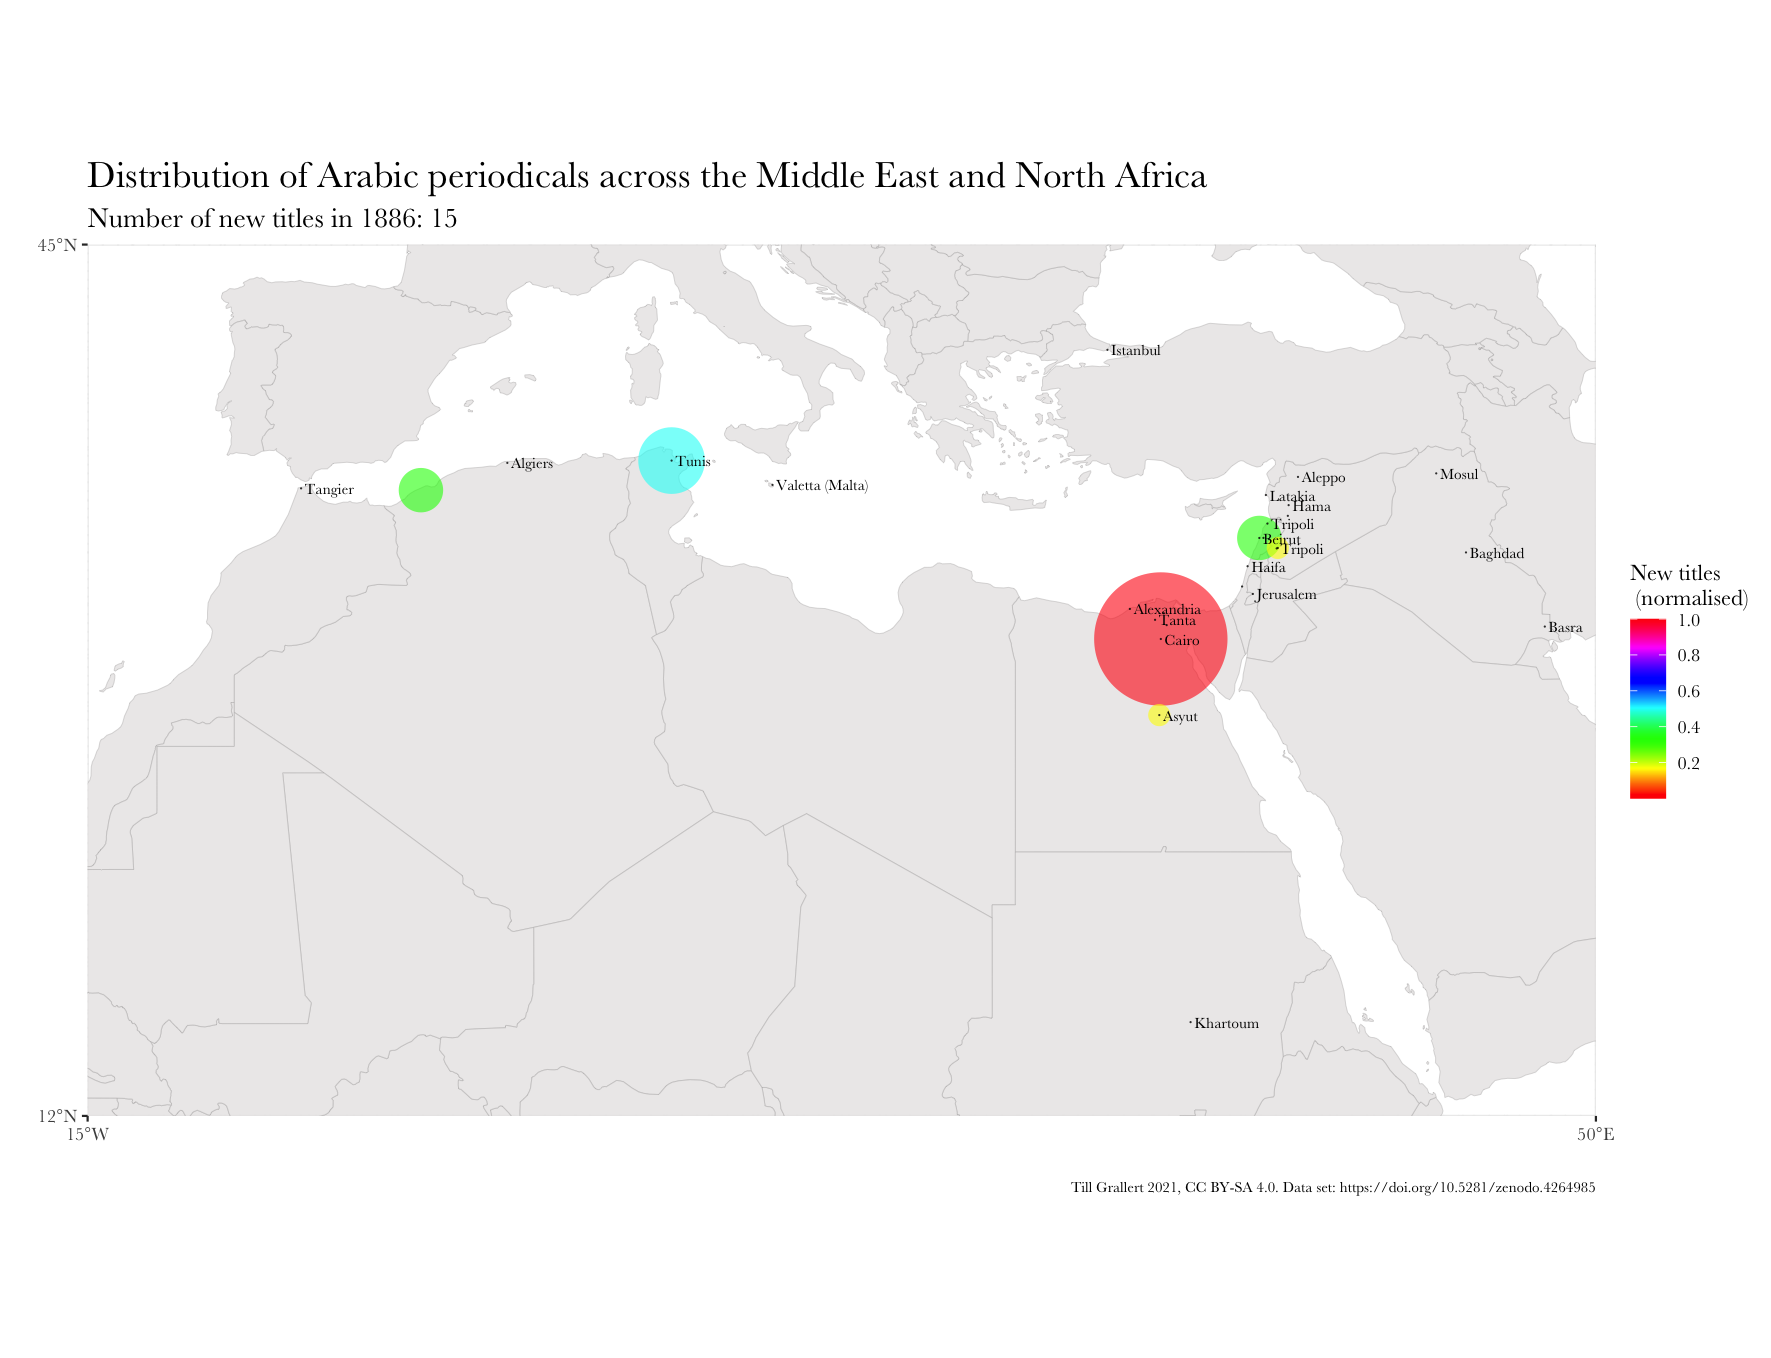 Distribution of Arabic periodicals across the Middle East and North Africa
Number of new titles in 1886: 15
45°N
Istanbul
Algiers
Tunis
Tangier
Valetta (Malta)
Aleppo
Mosul
Latakia
Hama
Tripoli
Beirut
Tripoli
Baghdad
Haifa
Jerusalem
Alexandria
Tanta
Cairo
Basra
Asyut
Khartoum
New titles
(normalised)
1.0
0.8
0.6
0.4
0.2
12°N
15°W
50°E
Till Grallert 2021, CC BY-SA 4.0. Data set: https://doi.org/10.5281/zenodo.4264985